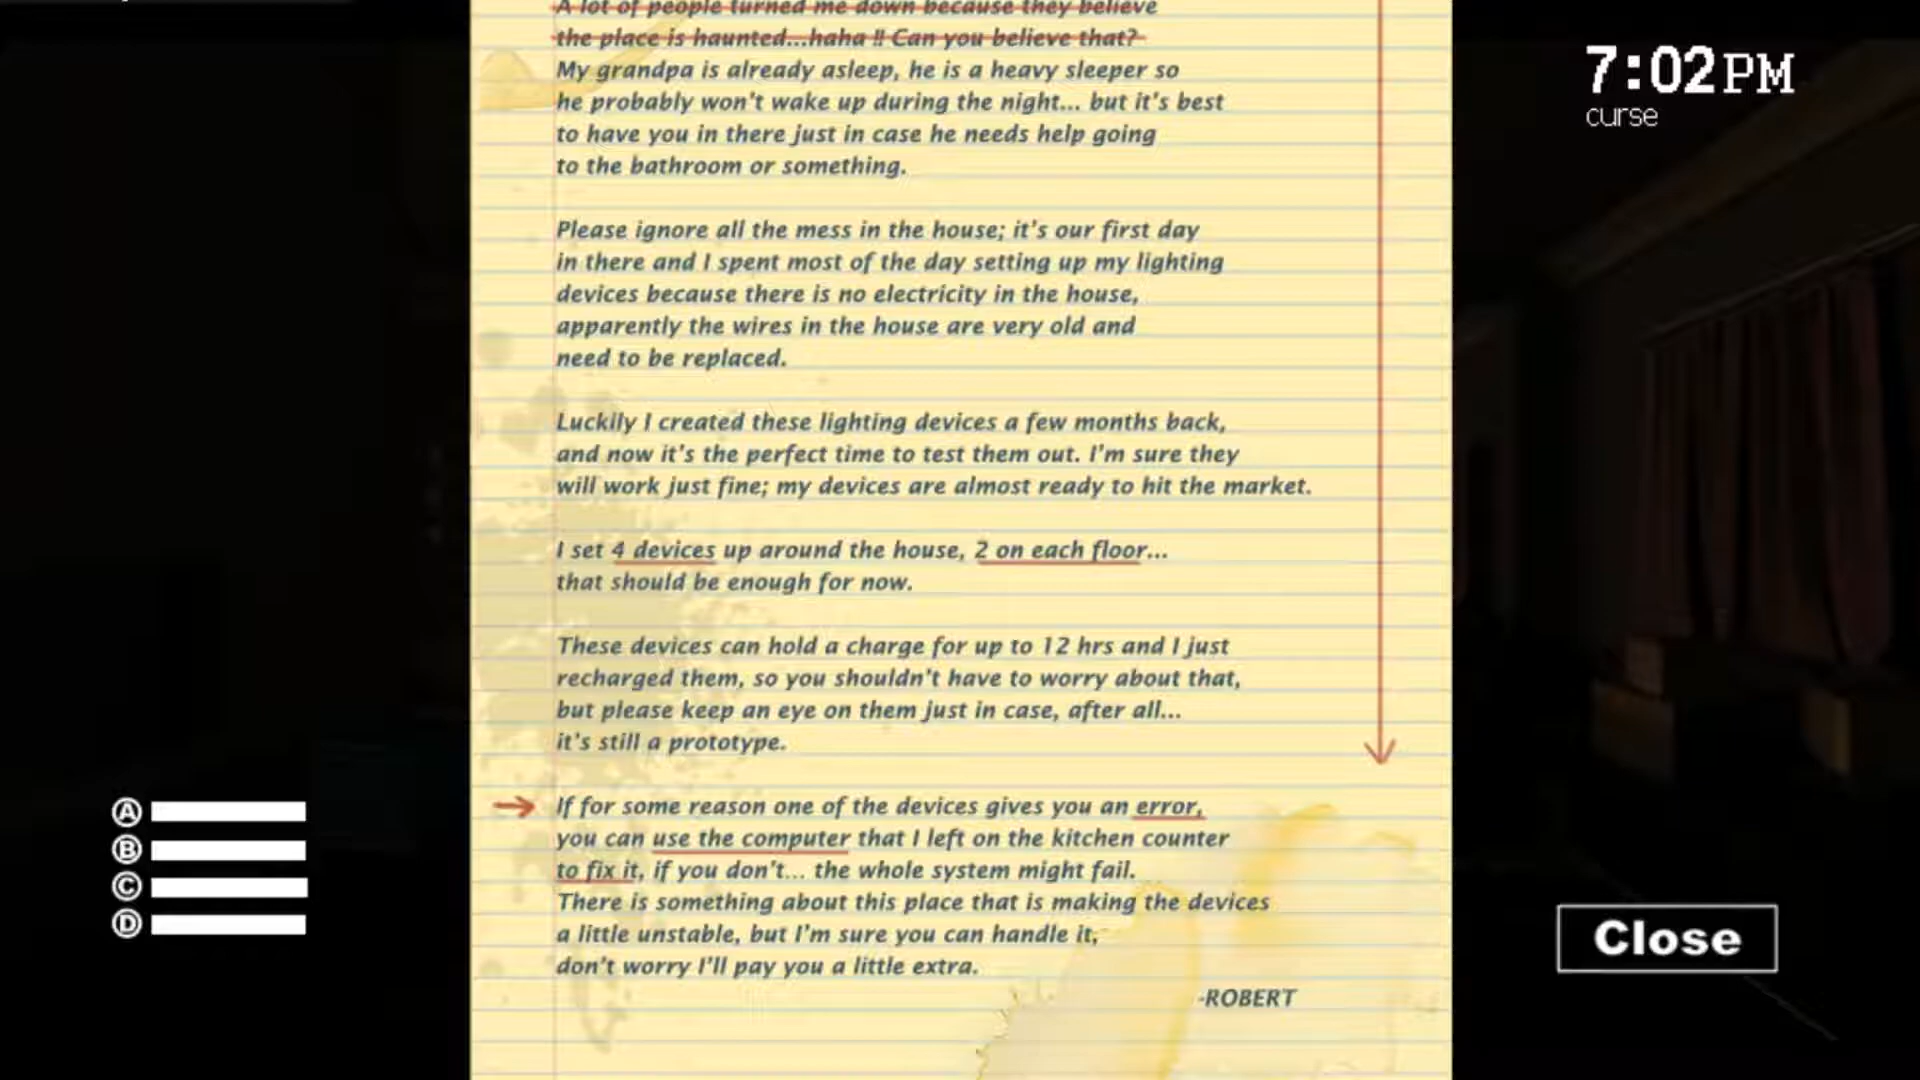 A lot of people turned me down because they believe
the place is haunted...haha !! Can you believe that?
My grandpa is already asleep, he is a heavy sleeper so
he probably won't wake up during the night... but it's best
to have you in there just in case he needs help going
to the bathroom or something.
Please ignore all the mess in the house; it's our first day
in there and I spent most of the day setting up my lighting
devices because there is no electricity in the house,
apparently the wires in the house are very old and
need to be replaced.
Luckily I created these lighting devices a few months back,
and now it's the perfect time to test them out. I'm sure they
will work just fine; my devices are almost ready to hit the market.
I set 4 devices up around the house, 2 on each floor...
that should be enough for now.
These devices can hold a charge for up to 12 hrs and I just
recharged them, so you shouldn't have to worry about that,
but please keep an eye on them just in case, after all...
it's still a prototype.
If for some reason one of the devices gives you an error,
you can use the computer that I left on the kitchen counter
to fix it, if you don't... the whole system might fail.
There is something about this place that is making the devices
a little unstable, but I'm sure you can handle it,
don't worry I'll pay you a little extra.
-ROBERT
7:02PM
curse
A
B
C
D
Close